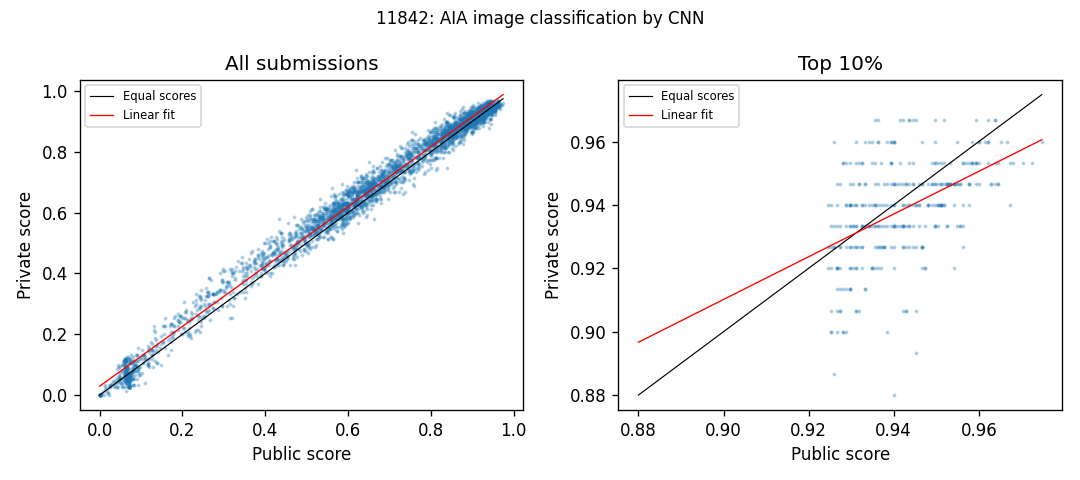 11842: AIA image classification by CNN
All submissions
Equal scores
Linear fit
1.0
0.8
0.6
0.4
0.2
0.0
Private score
0.0 0.2 0.4 0.6 0.8 1.0
Public score
Top 10%
Equal scores
Linear fit
0.96
0.94
0.92
0.90
0.88
Private score
0.88 0.90 0.92 0.94 0.96
Public score